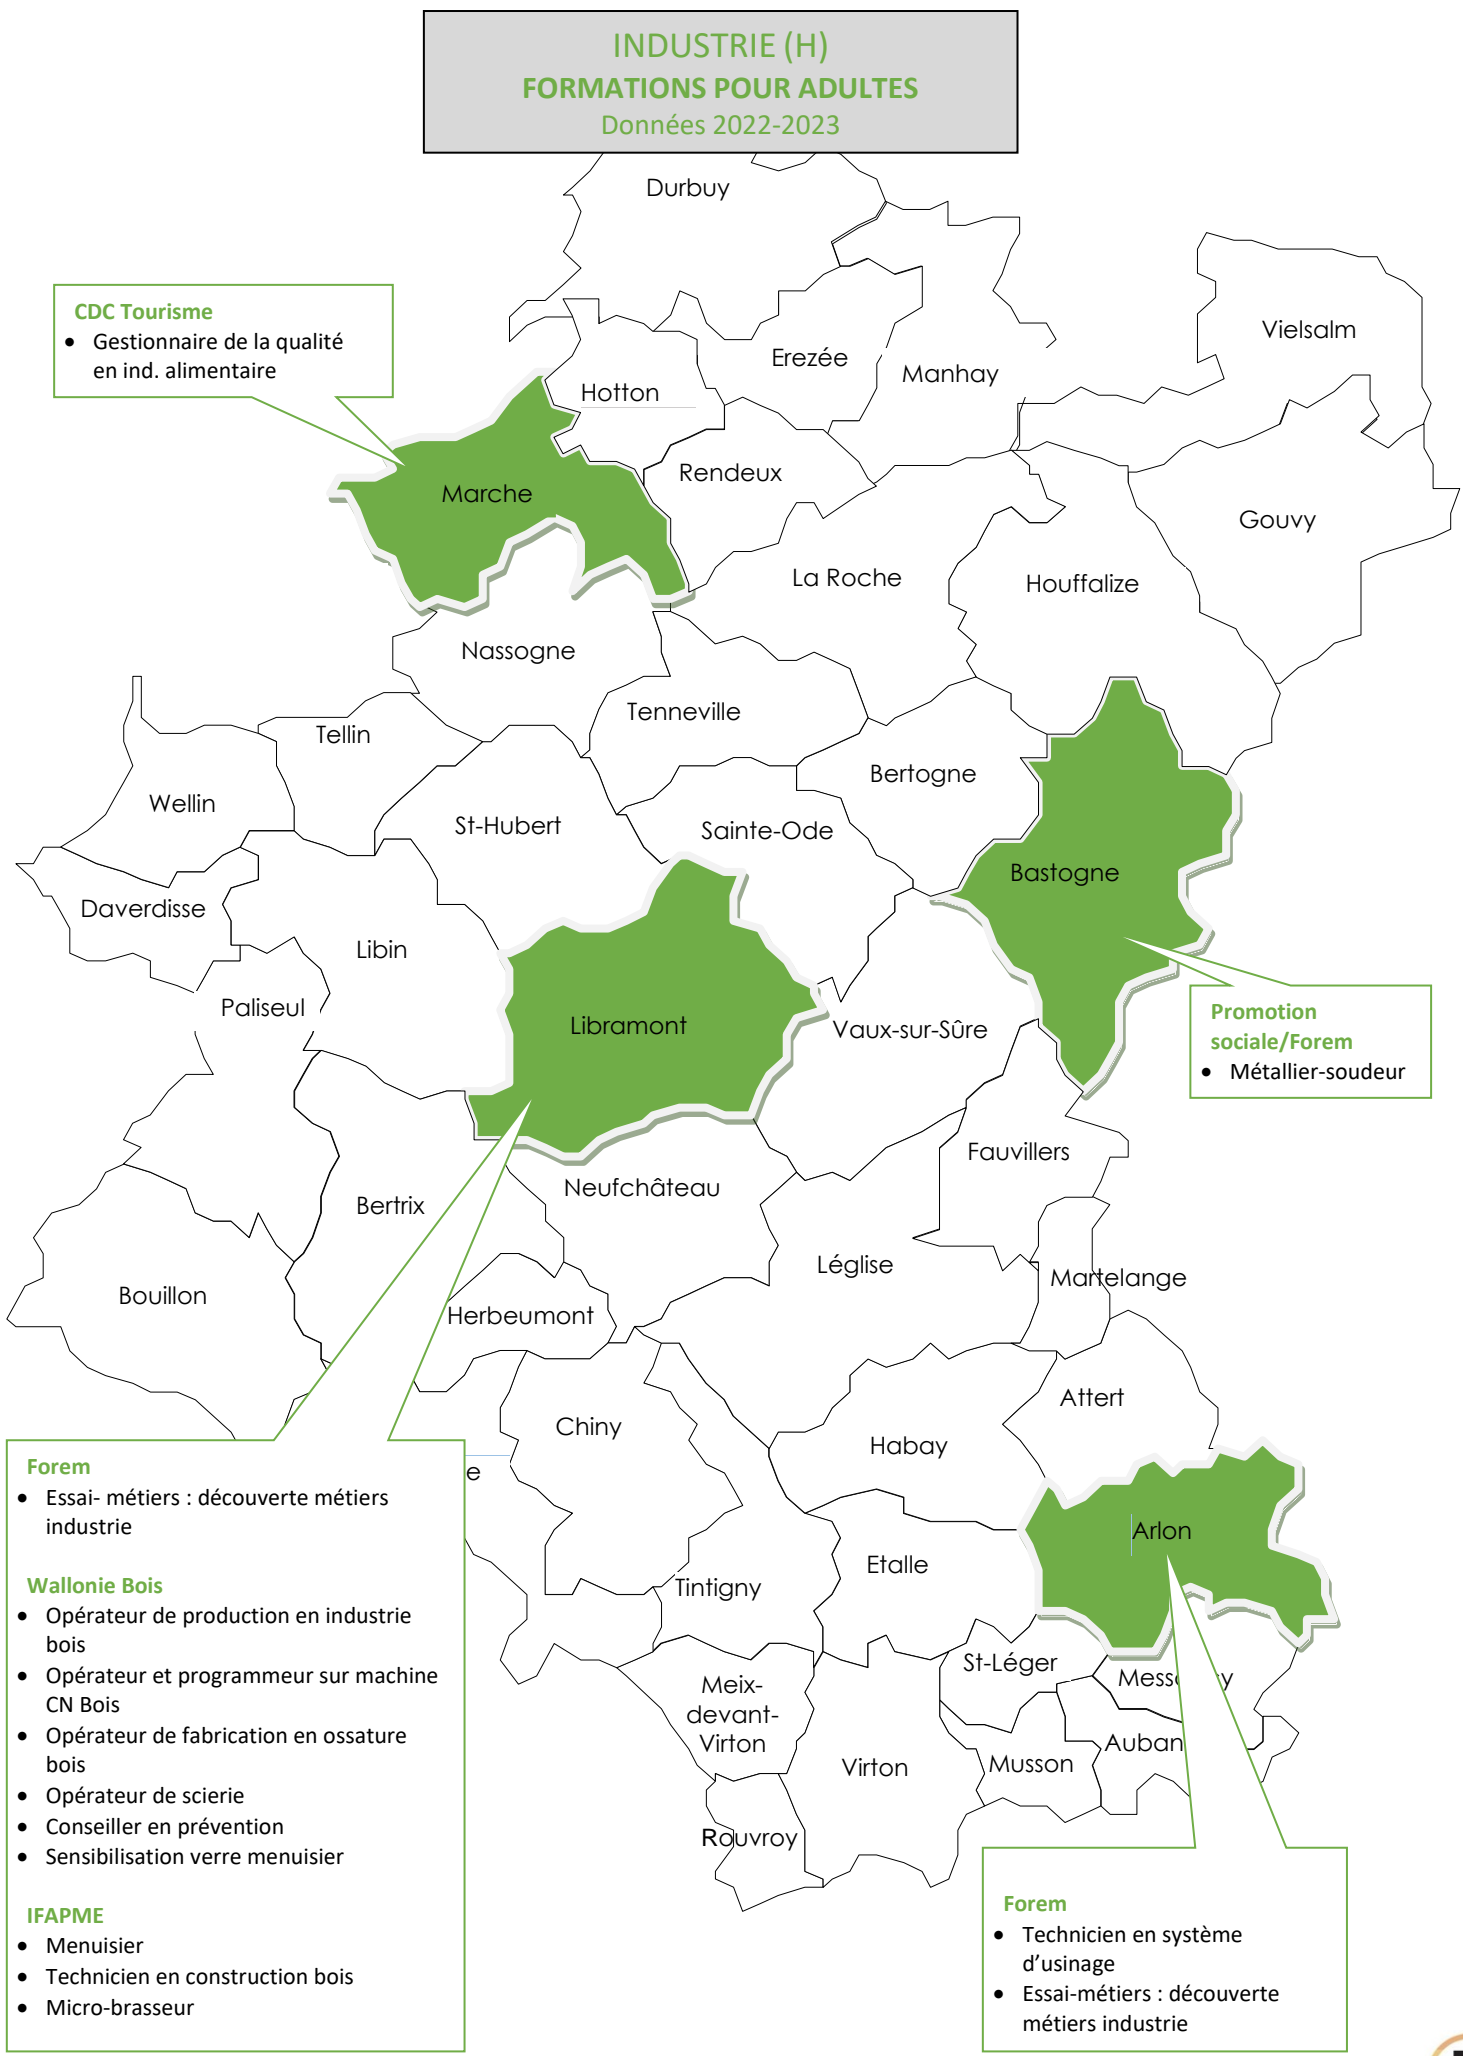 INDUSTRIE (H)
FORMATIONS POUR ADULTES
Données 2022-2023
Durbuy
CDC Tourisme
• Gestionnaire de la qualité
en ind. alimentaire
Vielsalm
Erezée
Manhay
Hotton
Rendeux
Marche
Gouvy
La Roche
Houffalize
Nassogne
Tenneville
Tellin
Bertogne
Wellin
St-Hubert
Sainte-Ode
Bastogne
Daverdisse
Libin
Paliseul
Libramont
Vaux-sur-Sûre
Promotion
sociale/Forem
• Métallier-soudeur
Fauvillers
Neufchâteau
Bertrix
Léglise
Martelange
Bouillon
Herbeumont
Attert
Chiny
Habay
e
Arlon
Etalle
Tintigny
St-Léger
Mess
y
Meix-
devant-
Virton
Auban
Musson
Virton
Rouvroy
Forem
• Essai- métiers : découverte métiers
industrie
Wallonie Bois
• Opérateur de production en industrie
bois
• Opérateur et programmeur sur machine
CN Bois
• Opérateur de fabrication en ossature
bois
• Opérateur de scierie
• Conseiller en prévention
• Sensibilisation verre menuisier
IFAPME
• Menuisier
• Technicien en construction bois
• Micro-brasseur
Forem
• Technicien en système
d'usinage
• Essai-métiers : découverte
métiers industrie